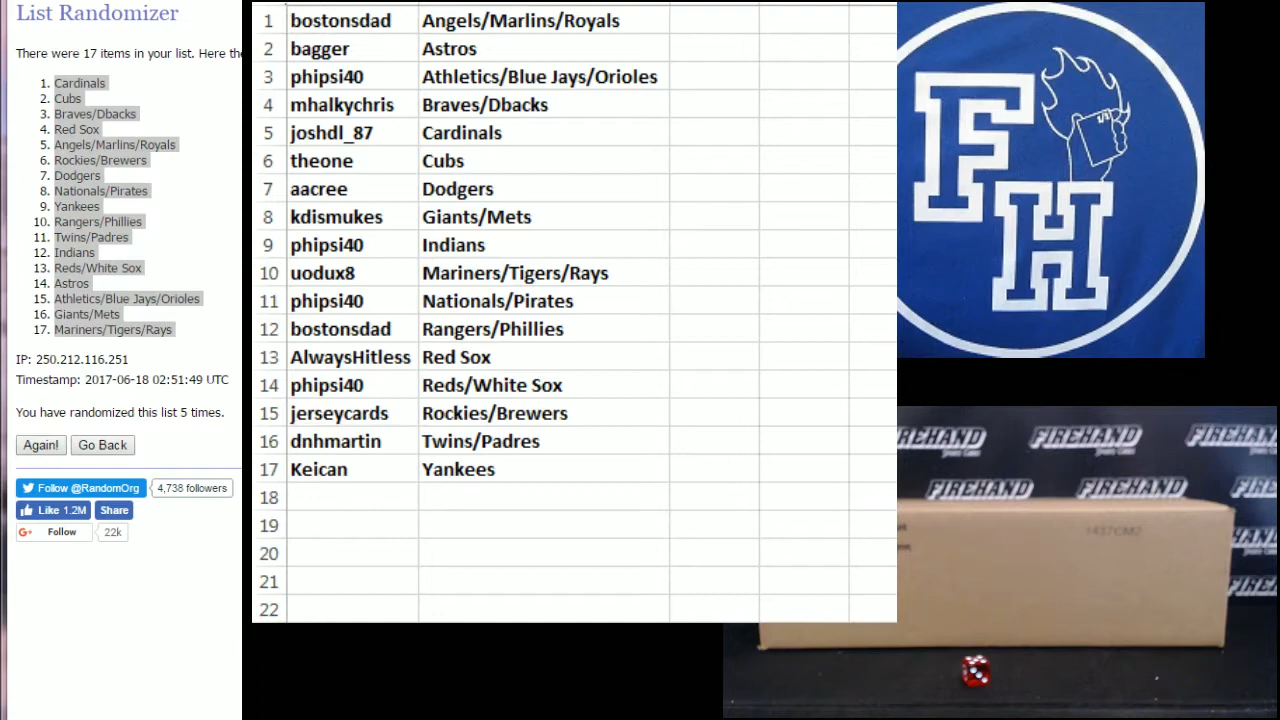 List Randomizer
There were 17 items in your list. Here the
1. Cardinals
2. Cubs
3. Braves/Dbacks
4. Red Sox
5. Angels/Marlins/Royals
6. Rockies/Brewers
7. Dodgers
8. Nationals/Pirates
9. Yankees
10. Rangers/Phillies
11. Twins/Padres
12. Indians
13. Reds/White Sox
14. Astros
15. Athletics/Blue Jays/Orioles
16. Giants/Mets
17. Mariners/Tigers/Rays
IP: 250.212.116.251
Timestamp: 2017-06-18 02:51:49 UTC
You have randomized this list 5 times.
Again! Go Back
Follow @RandomOrg 4,738 followers
Like 1.2M Share
G+ Follow 22k
1 bostonsdad Angels/Marlins/Royals
2 bagger Astros
3 phipsi40 Athletics/Blue Jays/Orioles
4 mhalkychris Braves/Dbacks
5 joshdl_87 Cardinals
6 theone Cubs
7 aacree Dodgers
8 kdismukes Giants/Mets
9 phipsi40 Indians
10 uodux8 Mariners/Tigers/Rays
11 phipsi40 Nationals/Pirates
12 bostonsdad Rangers/Phillies
13 AlwaysHitless Red Sox
14 phipsi40 Reds/White Sox
15 jerseycards Rockies/Brewers
16 dnhmartin Twins/Padres
17 Keican Yankees
18
19
20
21
22
FH
1/1
FIREHAND FIREHAND FIREHAND
FIREHAND FIREHAND FIRE
FIREHAND